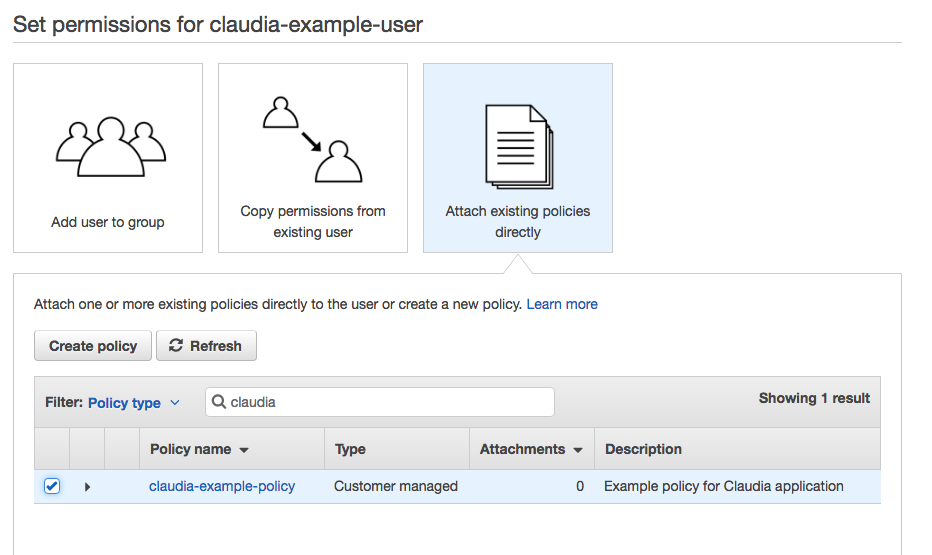 Set permissions for claudia-example-user
Add user to group
Copy permissions from
existing user
Attach existing policies
directly
Attach one or more existing policies directly to the user or create a new policy. Learn more
Create policy
Refresh
Filter: Policy type
claudia
Showing 1 result
Policy name
Type
Attachments
Description
claudia-example-policy
Customer managed
0
Example policy for Claudia application